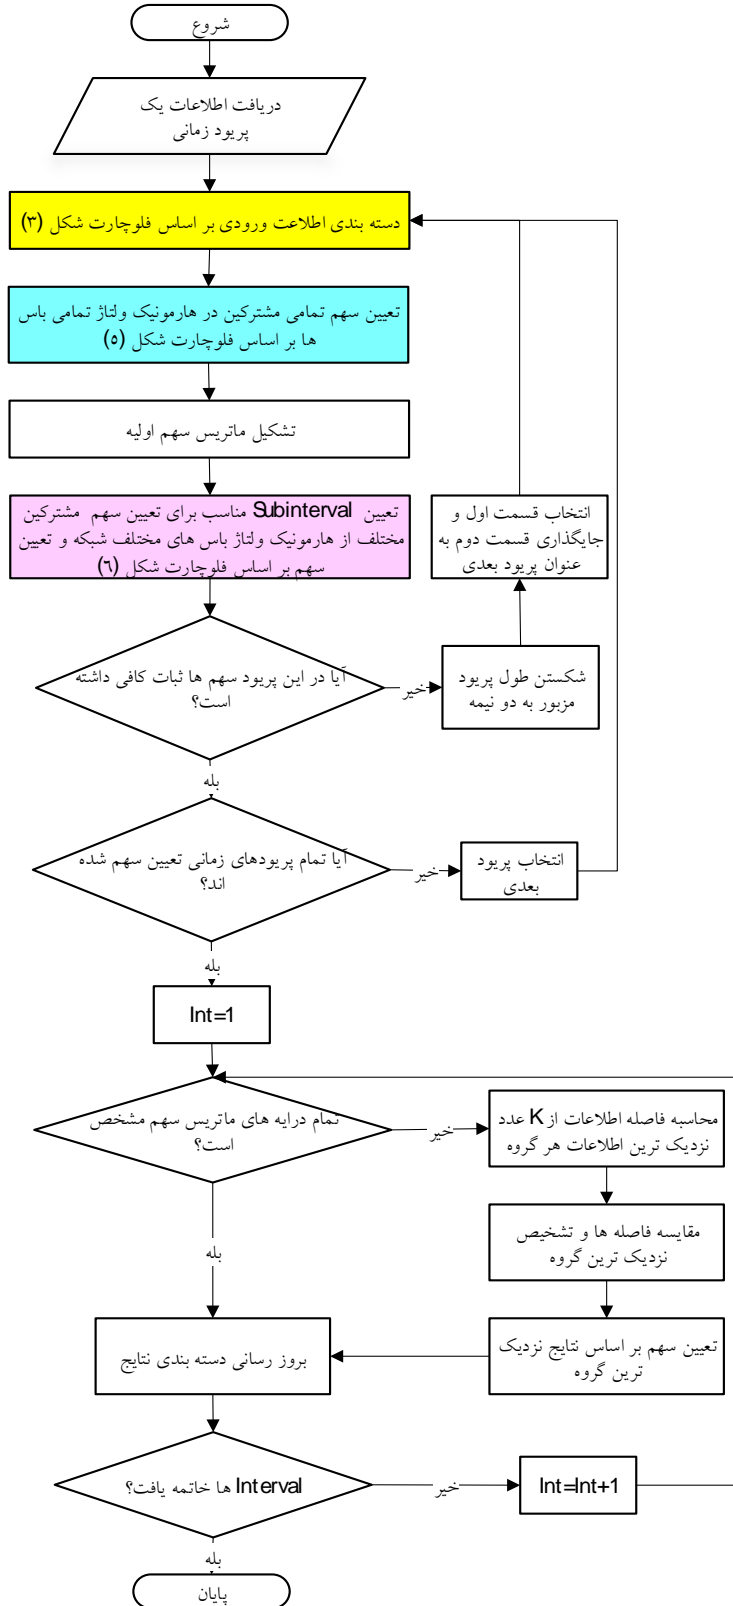 شروع
دریافت اطلاعات یک
پریود زمانی
دسته بندی اطلاعت ورودی بر اساس فلوچارت شکل (٣)
تعیین سهم تمامی مشترکین در هارمونیک ولتاژ تمامی باس
ها بر اساس فلوچارت شکل (٥)
تشکیل ماتریس سهم اولیه
تعیین Subinterval مناسب برای تعیین سهم مشترکین
مختلف از هارمونیک ولتاژ باس های مختلف شبکه و تعیین
سهم بر اساس فلوچارت شکل (٦)
انتخاب قسمت اول و
جایگذاری قسمت دوم به
عنوان پریود بعدی
آیا در این پریود سهم ها ثبات کافی داشته
است؟
خیر
شکستن طول پریود
مزبور به دو نیمه
بله
آیا تمام پریودهای زمانی تعیین سهم شده
اند؟
خیر
انتخاب پریود
بعدی
بله
Int=1
تمام درایه های ماتریس سهم مشخص
است؟
خیر
محاسبه فاصله اطلاعات از K عدد
نزدیک ترین اطلاعات هر گروه
مقایسه فاصله ها و تشخیص
نزدیک ترین گروه
بله
تعیین سهم بر اساس نتایج نزدیک
ترین گروه
بروز رسانی دسته بندی نتایج
Interval ها خاتمه یافت؟
خیر
Int=Int+1
بله
پایان